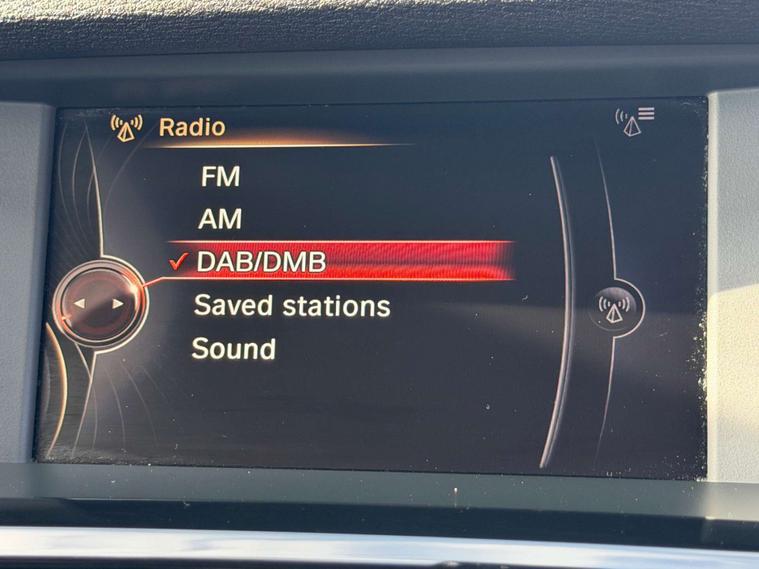 Radio
FM
AM
DAB/DMB
Saved stations
Sound